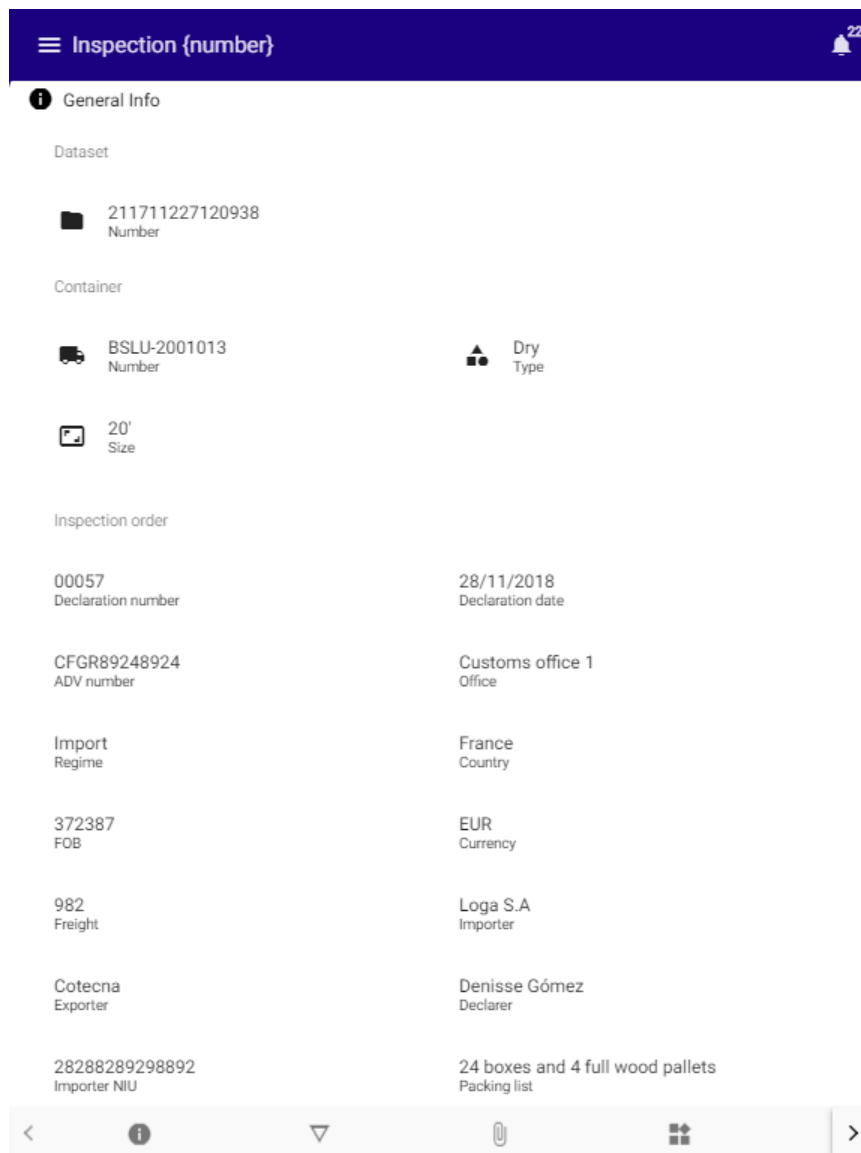 Inspection {number}
22
General Info
Dataset
211711227120938
Number
Container
BSLU-2001013
Number
Dry
Type
20'
Size
Inspection order
00057
Declaration number
28/11/2018
Declaration date
CFGR89248924
ADV number
Customs office 1
Office
Import
Regime
France
Country
372387
FOB
EUR
Currency
982
Freight
Loga S.A
Importer
Cotecna
Exporter
Denisse Gómez
Declarer
28288289298892
Importer NIU
24 boxes and 4 full wood pallets
Packing list